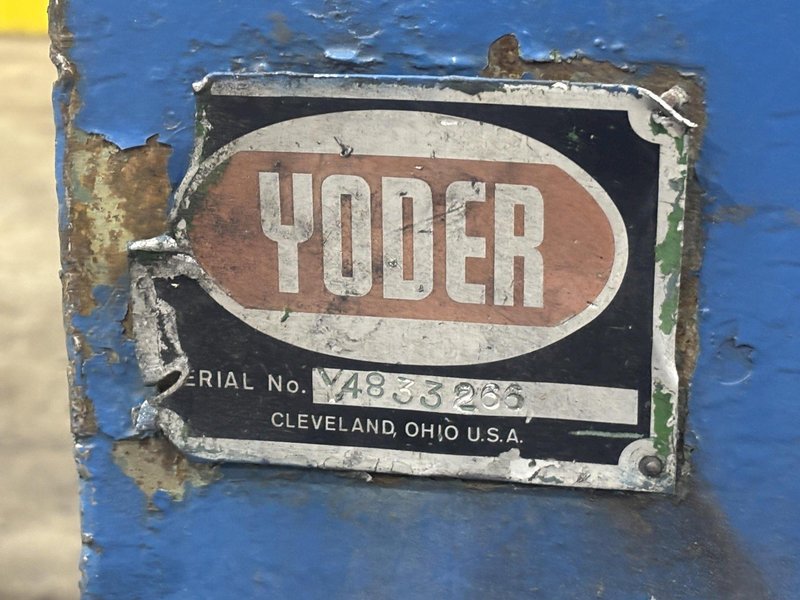 YODER
ERIAL No. Y4833266
CLEVELAND, OHIO U.S.A.